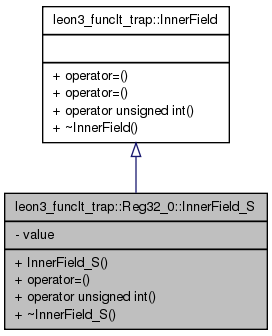 leon3_funclt_trap::InnerField
+ operator=()
+ operator=()
+ operator unsigned int()
+ ~InnerField()
leon3_funclt_trap::Reg32_0::InnerField_S
- value
+ InnerField_S()
+ operator=()
+ operator unsigned int()
+ ~InnerField_S()